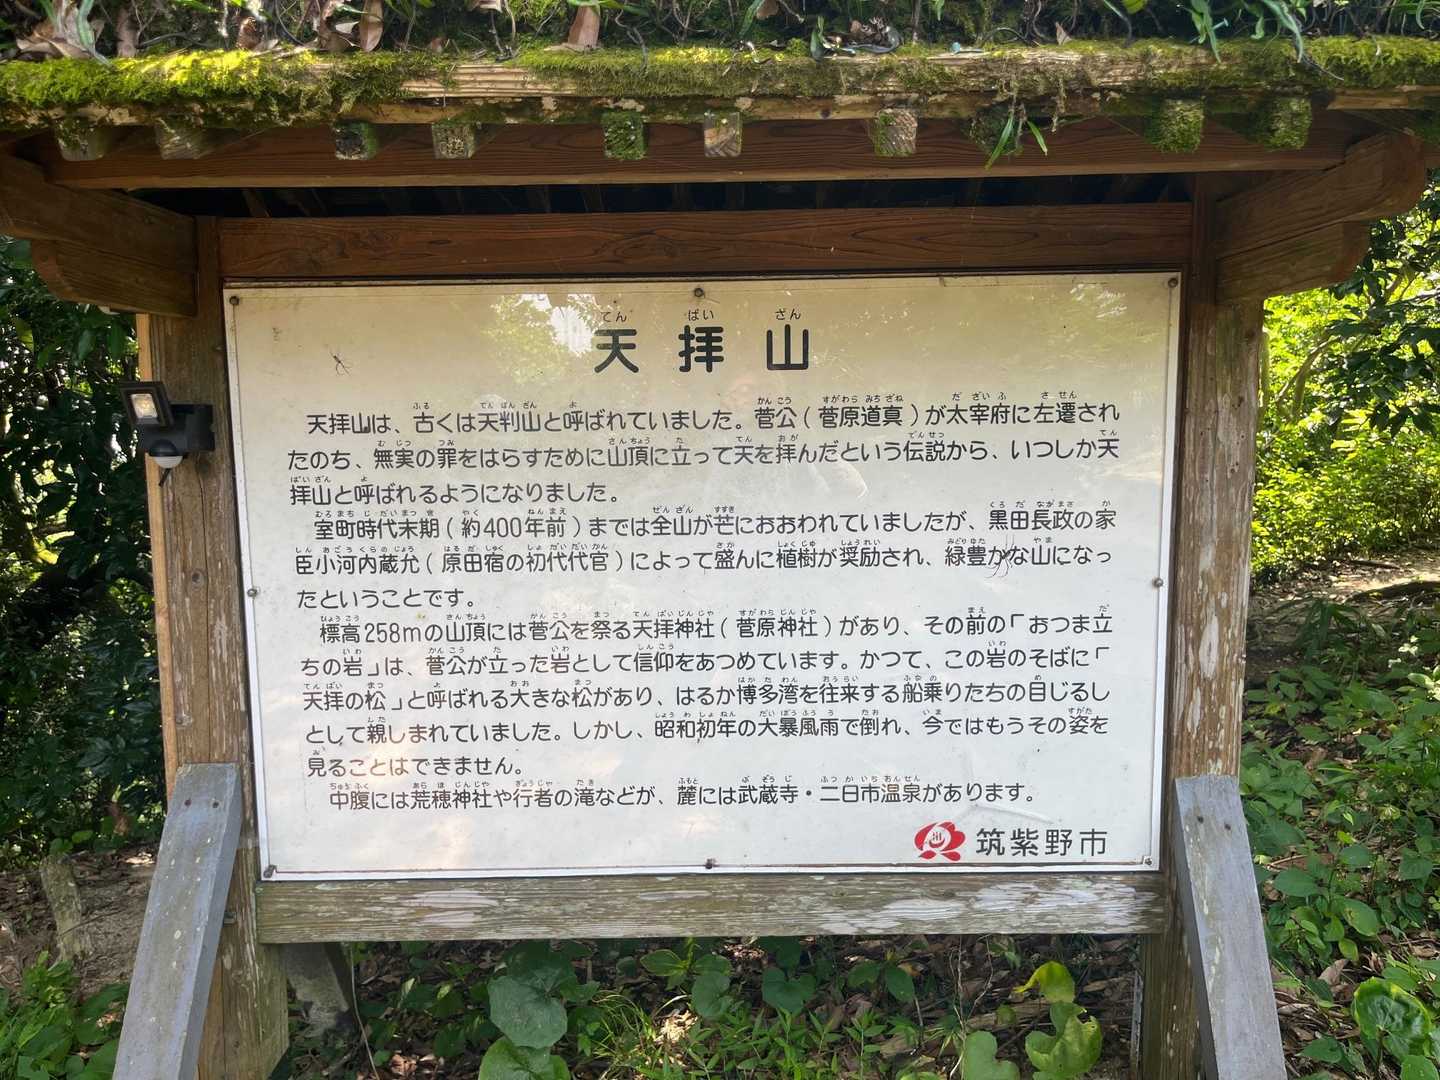 天拝山
天拝山は、古くは天判山と呼ばれていました。菅公(菅原道真)が太宰府に左遷され
たのち、無実の罪をはらすために山頂に立って天を拝んだという伝説から、いつしか天
拝山と呼ばれるようになりました。
室町時代末期(約400年前)までは全山が芒におおわれていましたが、黒田長政の家
臣小河内蔵允(原田宿の初代代官)によって盛んに植樹が奨励され、緑豊かな山になっ
たということです。
標高258mの山頂には菅公を祭る天拝神社(菅原神社)があり、その前の「おつま立
ちの岩」は、菅公が立った岩として信仰をあつめています。かつて、この岩のそばに「
天拝の松」と呼ばれる大きな松があり、はるか博多湾を往来する船乗りたちの目じるし
として親しまれていました。しかし、昭和初年の大暴風雨で倒れ、今ではもうその姿を
見ることはできません。
中腹には荒穂神社や行者の滝などが、麓には武蔵寺・二日市温泉があります。
筑紫野市